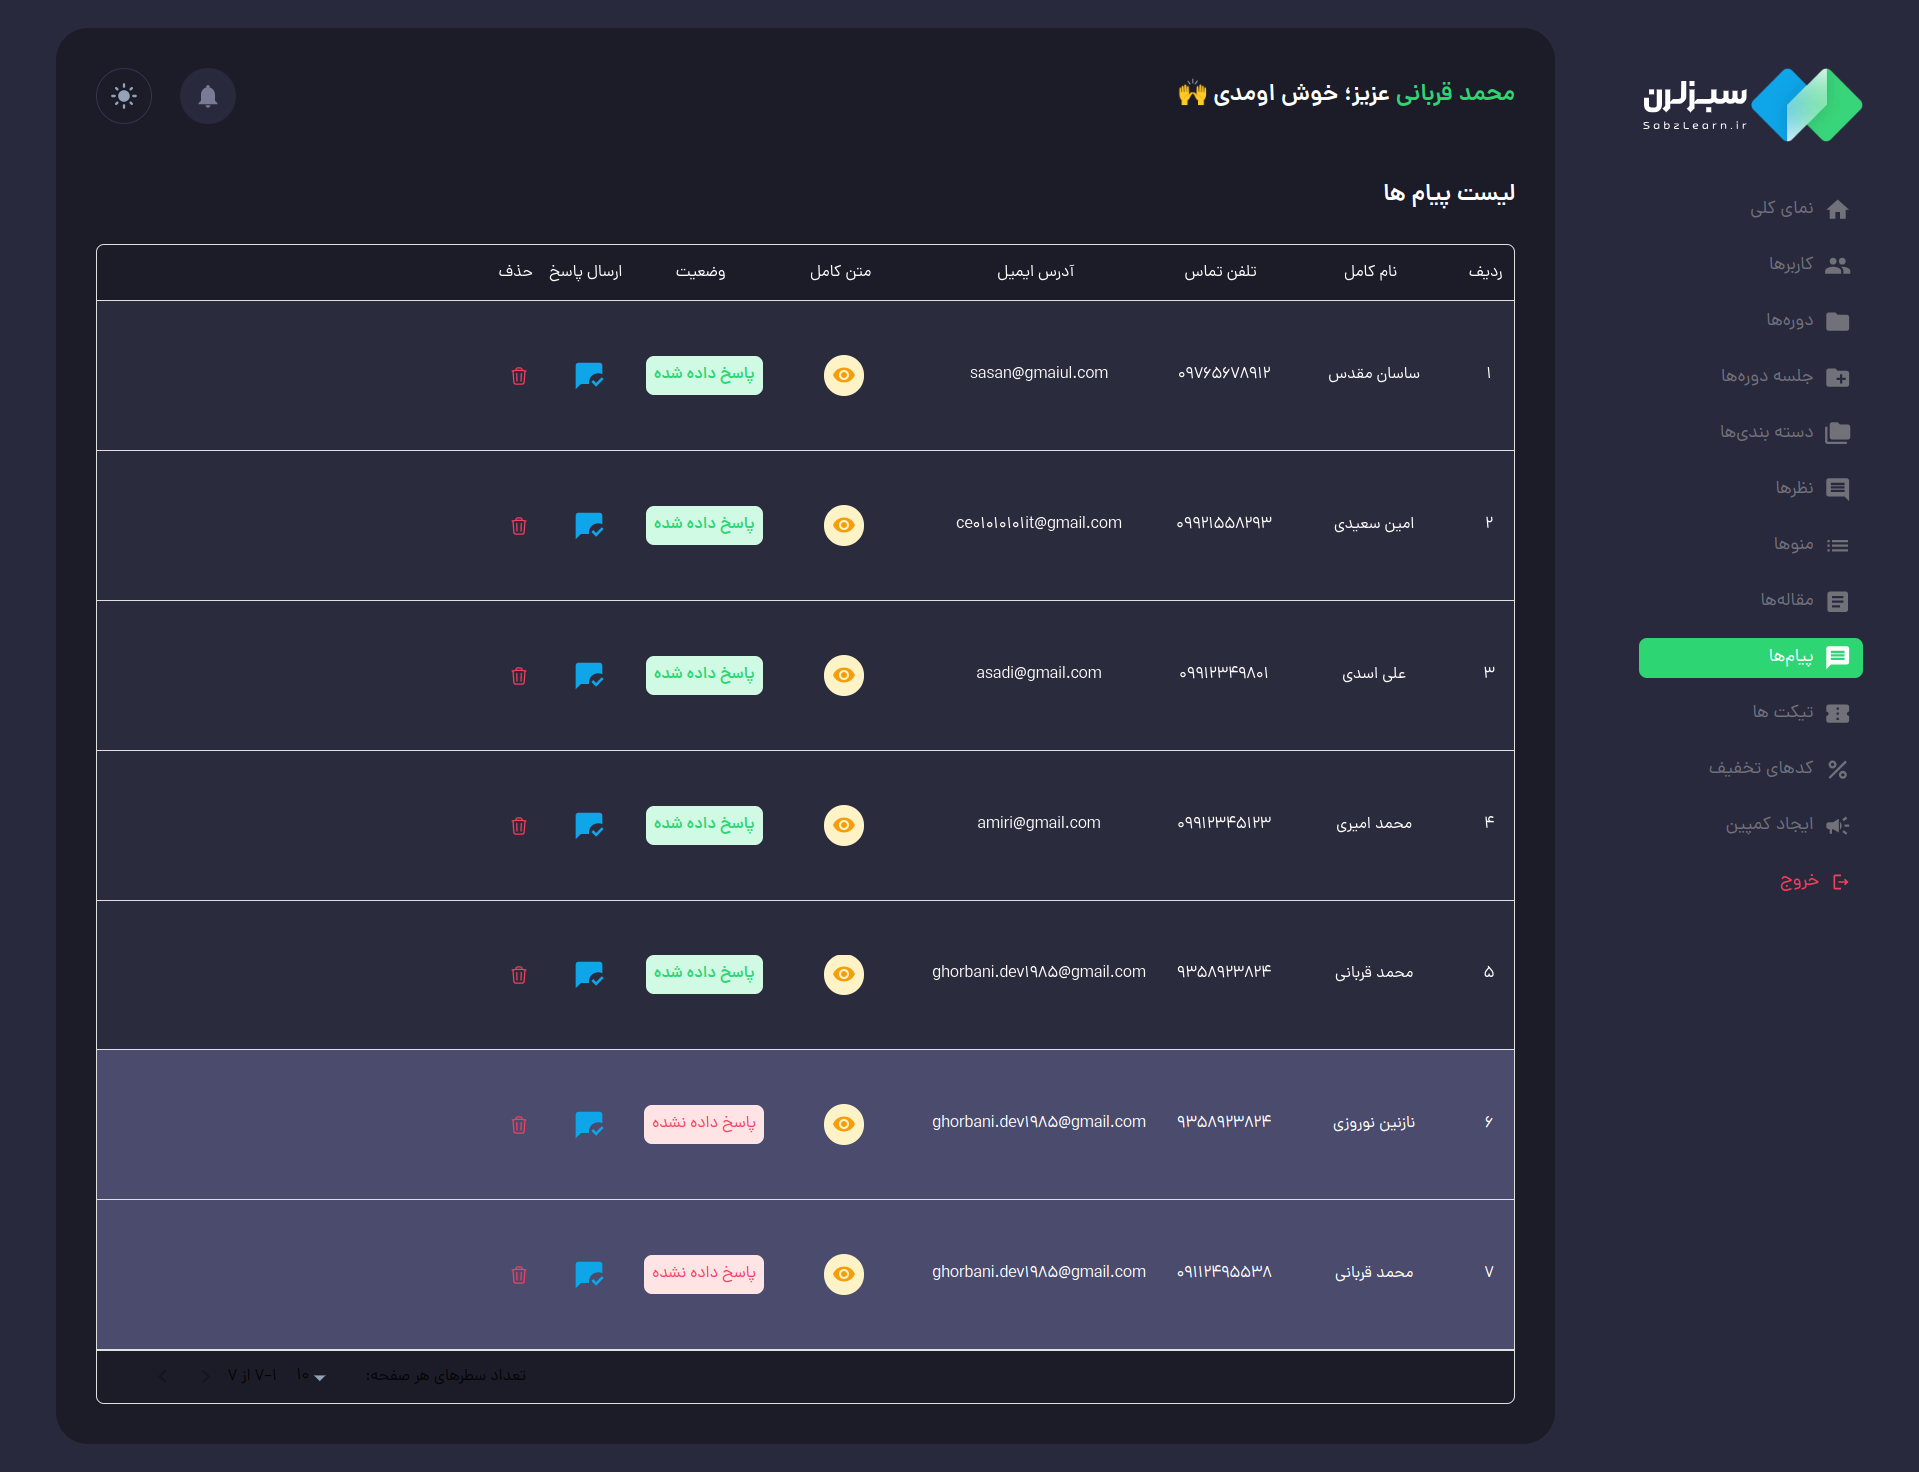 سبزلرن
SabzLearn.ir
نمای کلی
کاربرها
دوره‌ها
جلسه دوره‌ها
دسته بندی‌ها
نظرها
منوها
مقاله‌ها
پیام‌ها
تیکت ها
کدهای تخفیف
ایجاد کمپین
خروج
محمد قربانی عزیز؛ خوش اومدی 🙌
لیست پیام ها
ردیف نام کامل تلفن تماس آدرس ایمیل متن کامل وضعیت ارسال پاسخ حذف
۱ ساسان مقدس ۰۹۷۶۵۶۷۸۹۱۲ sasan@gmaiul.com پاسخ داده شده
۲ امین سعیدی ۰۹۹۲۱۵۵۸۲۹۳ ce۰۱۰۱۰۱۰۱it@gmail.com پاسخ داده شده
۳ علی اسدی ۰۹۹۱۲۳۴۹۸۰۱ asadi@gmail.com پاسخ داده شده
۴ محمد امیری ۰۹۹۱۲۳۴۵۱۲۳ amiri@gmail.com پاسخ داده شده
۵ محمد قربانی ۹۳۵۸۹۲۳۸۲۴ ghorbani.dev۱۹۸۵@gmail.com پاسخ داده شده
۶ نازنین نوروزی ۹۳۵۸۹۲۳۸۲۴ ghorbani.dev۱۹۸۵@gmail.com پاسخ داده نشده
۷ محمد قربانی ۰۹۱۱۲۴۹۵۵۳۸ ghorbani.dev۱۹۸۵@gmail.com پاسخ داده نشده
تعداد سطرهای هر صفحه: ۱۰ ۱–۷ از ۷